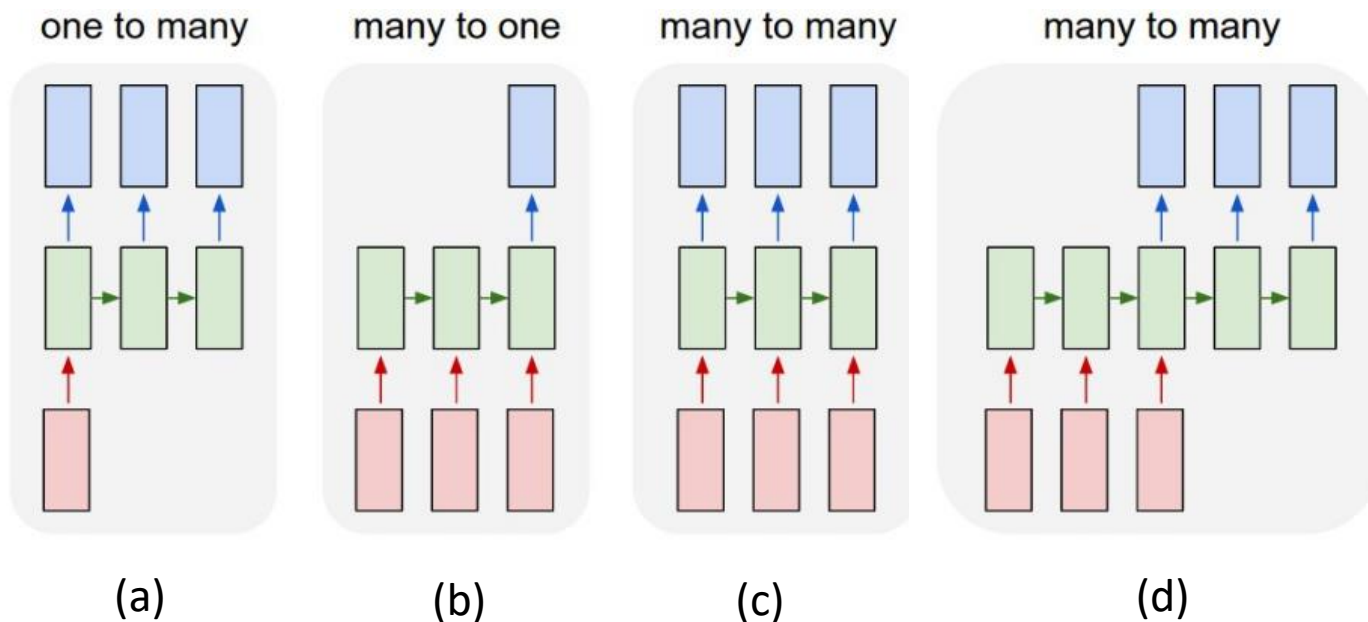 one to many
many to one
many to many
many to many
(a)
(b)
(c)
(d)